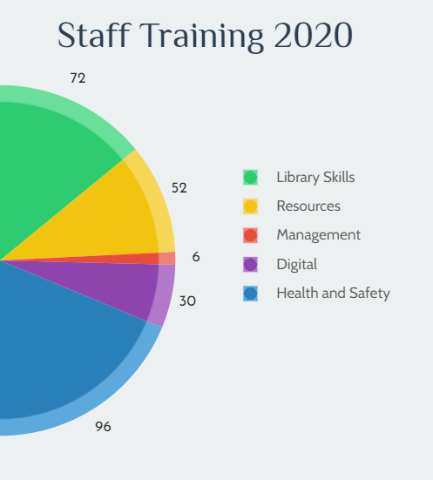 Staff Training 2020
72
52
6
30
96
Library Skills
Resources
Management
Digital
Health and Safety